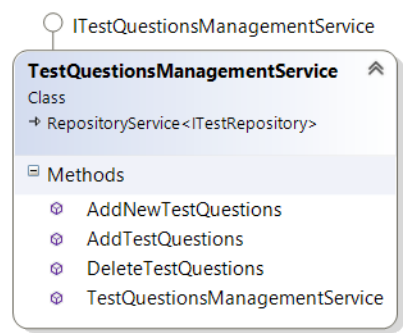 ITestQuestionsManagementService
TestQuestionsManagementService
Class
RepositoryService<ITestRepository>
Methods
AddNewTestQuestions
AddTestQuestions
DeleteTestQuestions
TestQuestionsManagementService